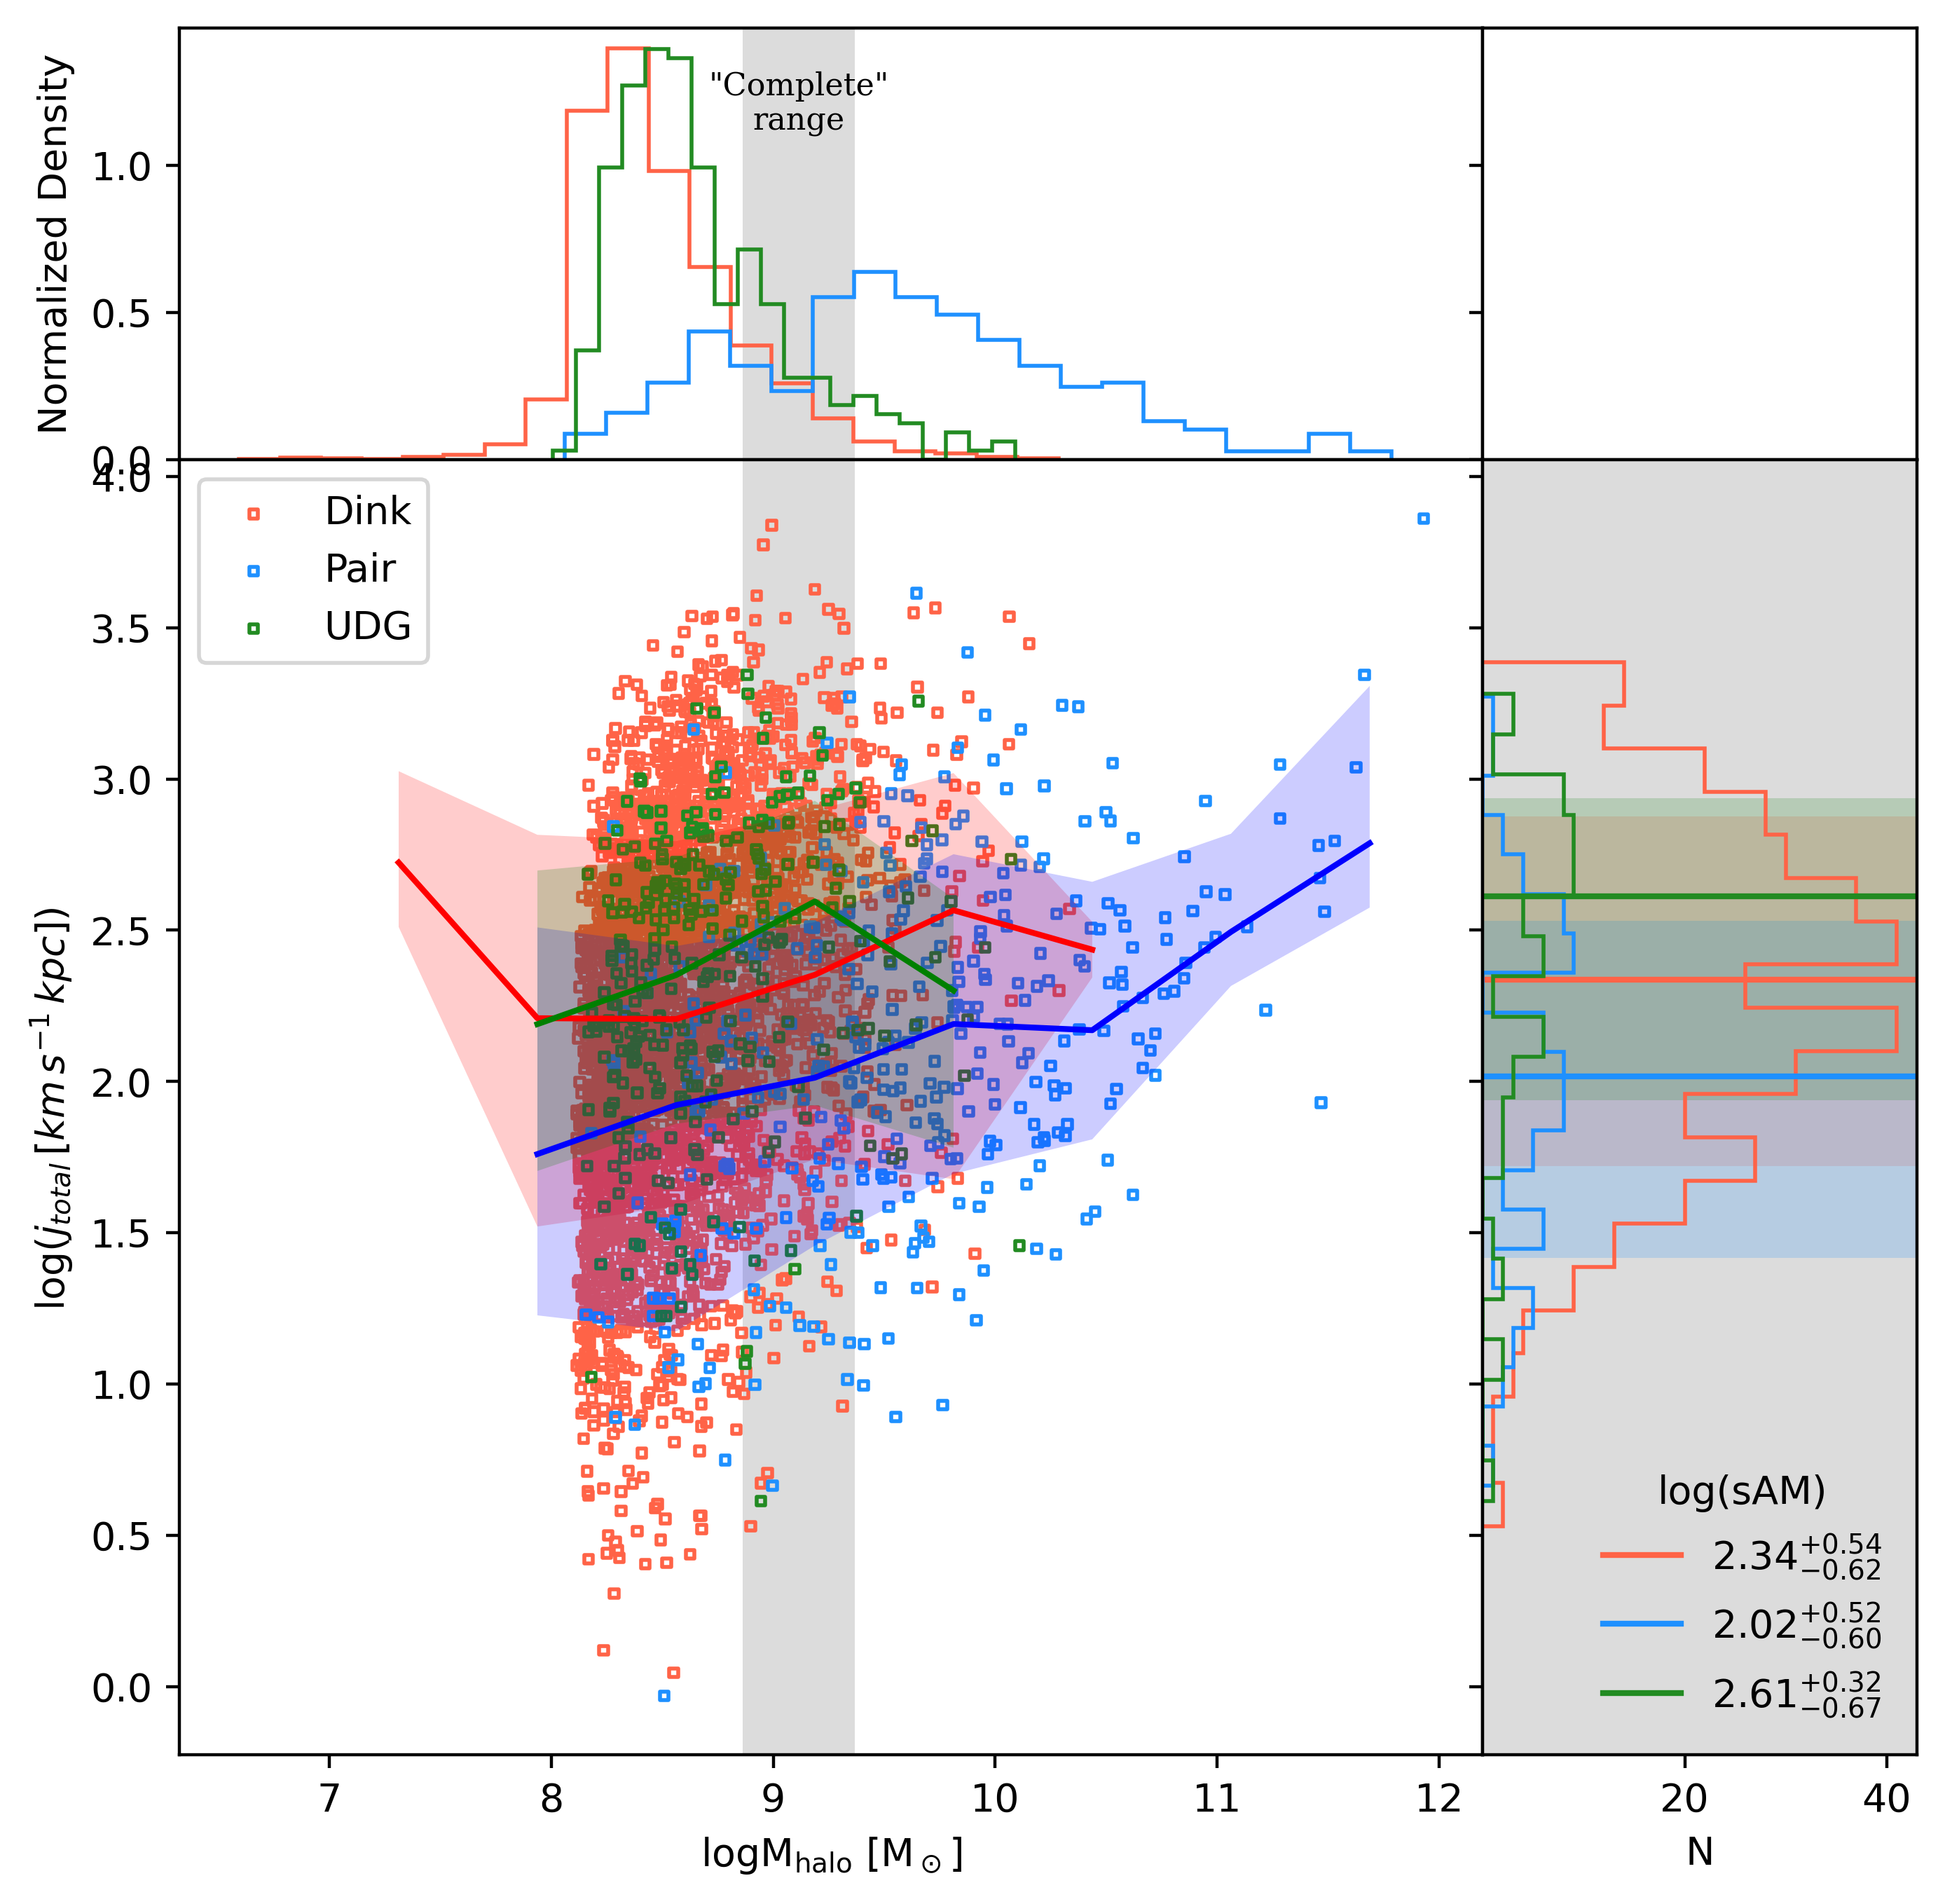 Normalized Density
1.0
0.5
0.0
"Complete"
range
4.0
3.5
3.0
2.5
2.0
1.5
1.0
0.5
0.0
log(j_total [km s⁻¹ kpc])
Dink
Pair
UDG
7 8 9 10 11 12
logM_halo [M_⊙]
log(sAM)
2.34^{+0.54}_{−0.62}
2.02^{+0.52}_{−0.60}
2.61^{+0.32}_{−0.67}
20 40
N